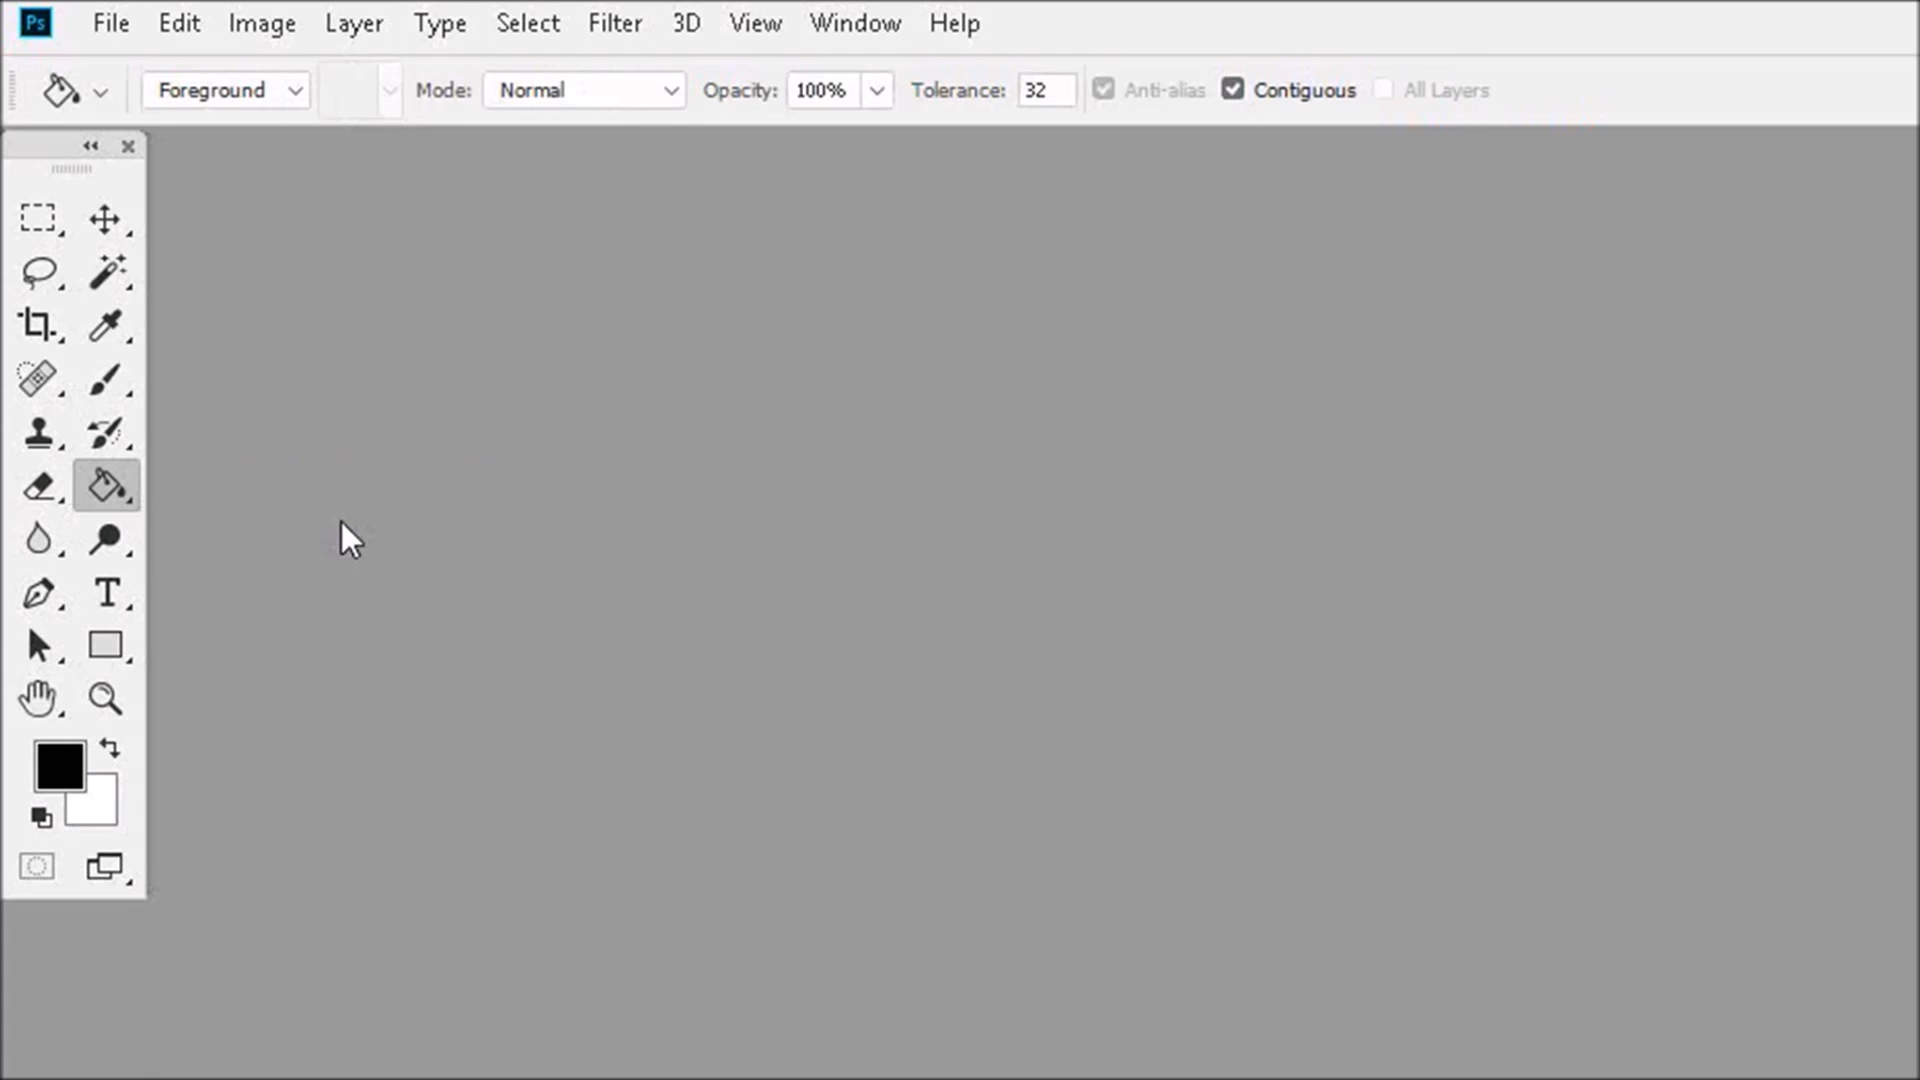 Ps File Edit Image Layer Type Select Filter 3D View Window Help
Foreground Mode: Normal Opacity: 100% Tolerance: 32 Anti-alias Contiguous All Layers
T